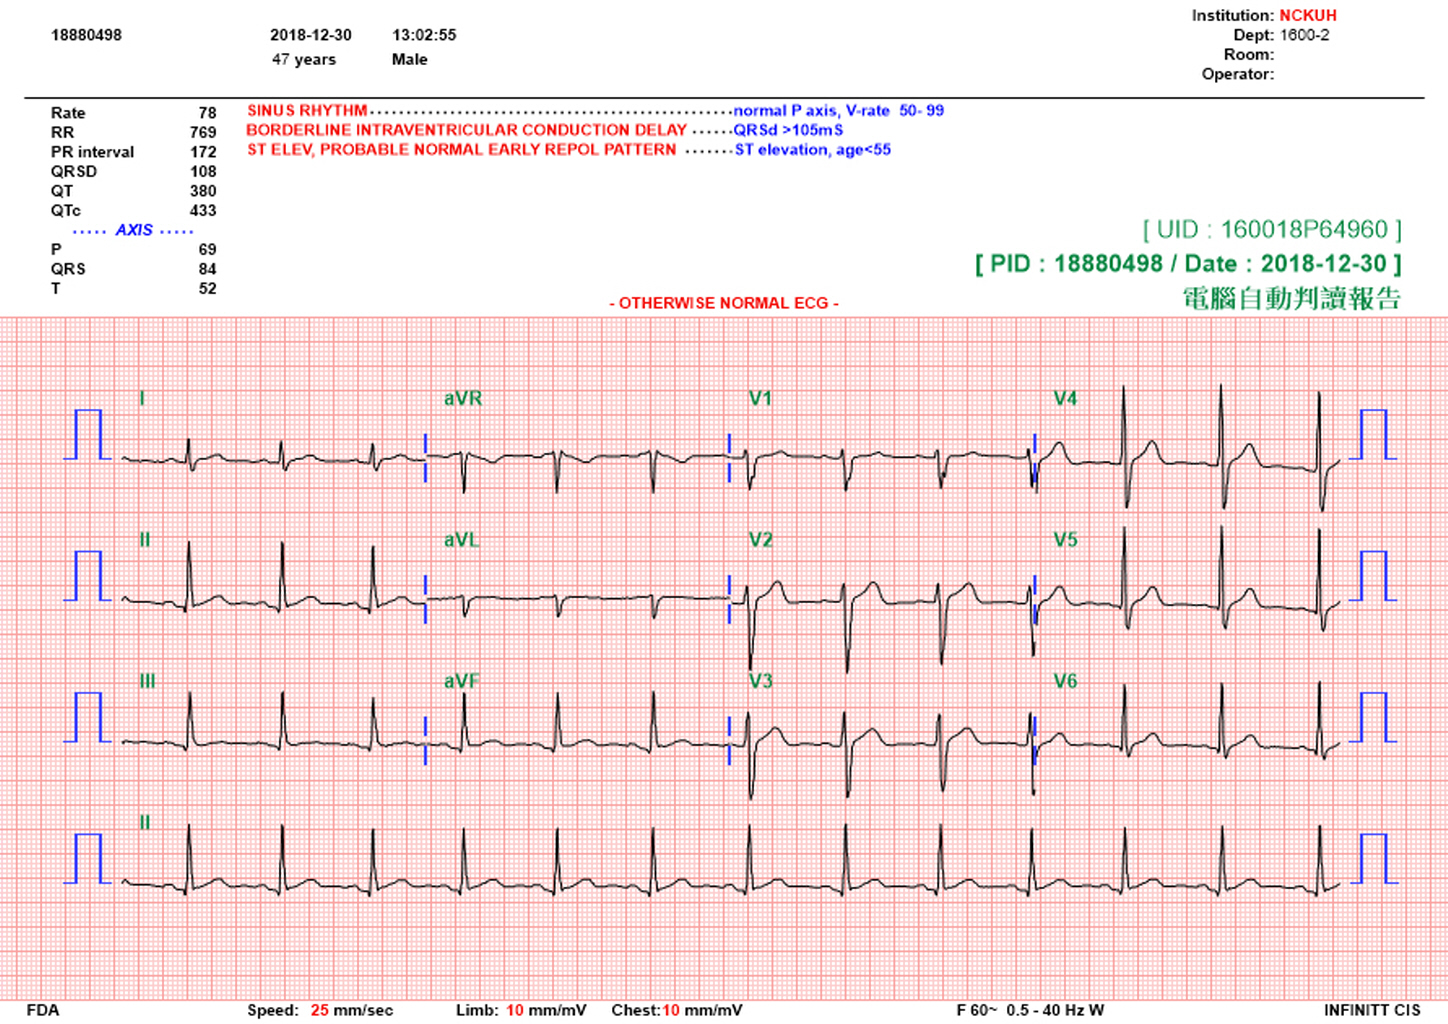 Institution: NCKUH
18880498 2018-12-30 13:02:55 Dept: 1600-2
47 years Male Room:
Operator:
Rate 78 SINUS RHYTHM normal P axis, V-rate 50- 99
RR 769 BORDERLINE INTRAVENTRICULAR CONDUCTION DELAY QRSd >105mS
PR interval 172 ST ELEV, PROBABLE NORMAL EARLY REPOL PATTERN ST elevation, age<55
QRSD 108
QT 380
QTc 433
AXIS
P 69
QRS 84
T 52
[ UID : 160018P64960 ]
[ PID : 18880498 / Date : 2018-12-30 ]
電腦自動判讀報告
- OTHERWISE NORMAL ECG -
I aVR V1 V4
II aVL V2 V5
III aVF V3 V6
II
FDA Speed: 25 mm/sec Limb: 10 mm/mV Chest:10 mm/mV F 60~ 0.5 - 40 Hz W INFINITT CIS